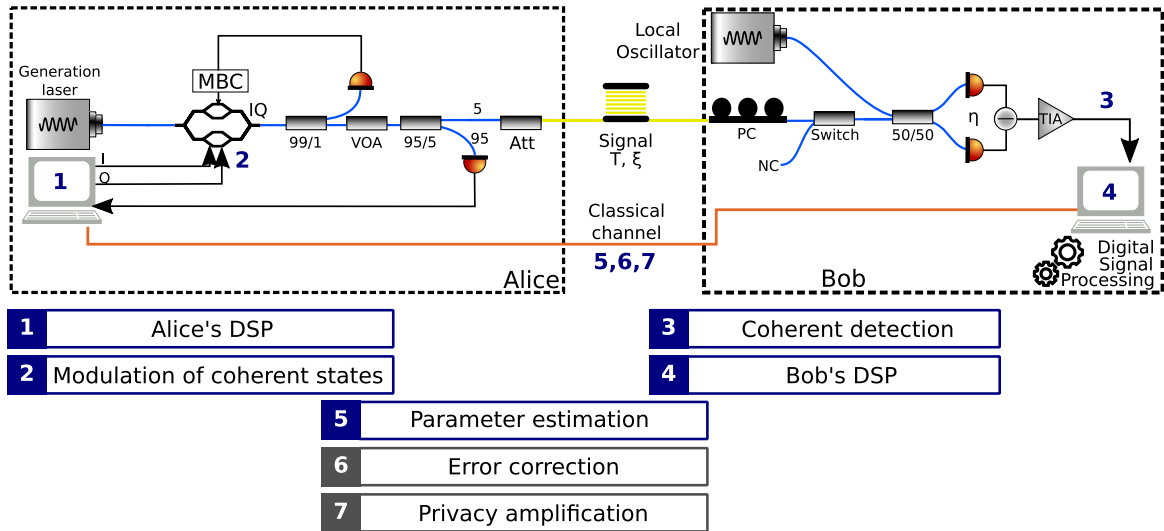 Generation
laser
MBC
IQ
I
Q
1
2
99/1
VOA
95/5
5
95
Att
Alice
Signal
T, ξ
Classical
channel
5,6,7
Local
Oscillator
PC
Switch
NC
50/50
η
TIA
3
4
Digital
Signal
Processing
Bob
1 Alice's DSP
2 Modulation of coherent states
3 Coherent detection
4 Bob's DSP
5 Parameter estimation
6 Error correction
7 Privacy amplification